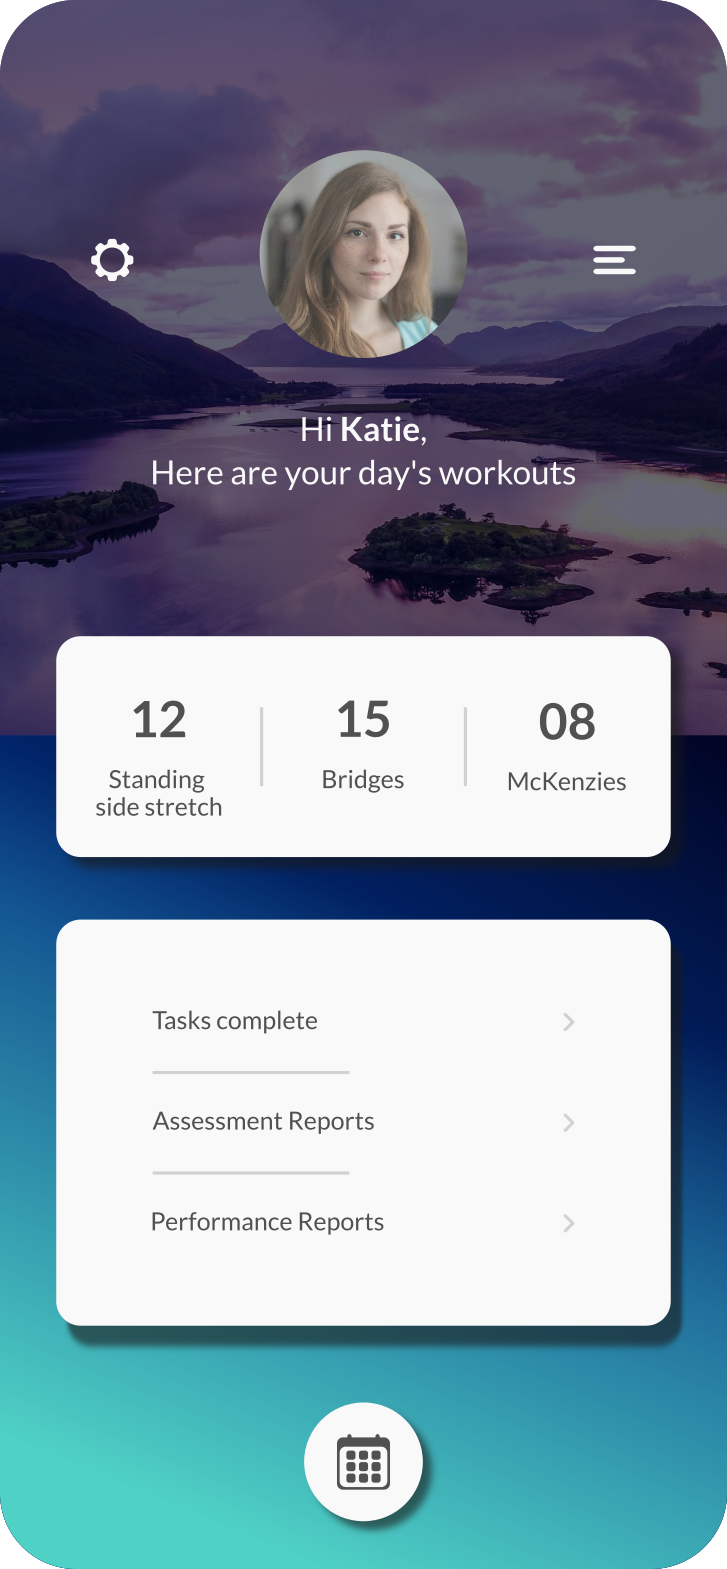 Hi Katie,
Here are your day's workouts
12
Standing
side stretch
15
Bridges
08
McKenzies
Tasks complete
Assessment Reports
Performance Reports